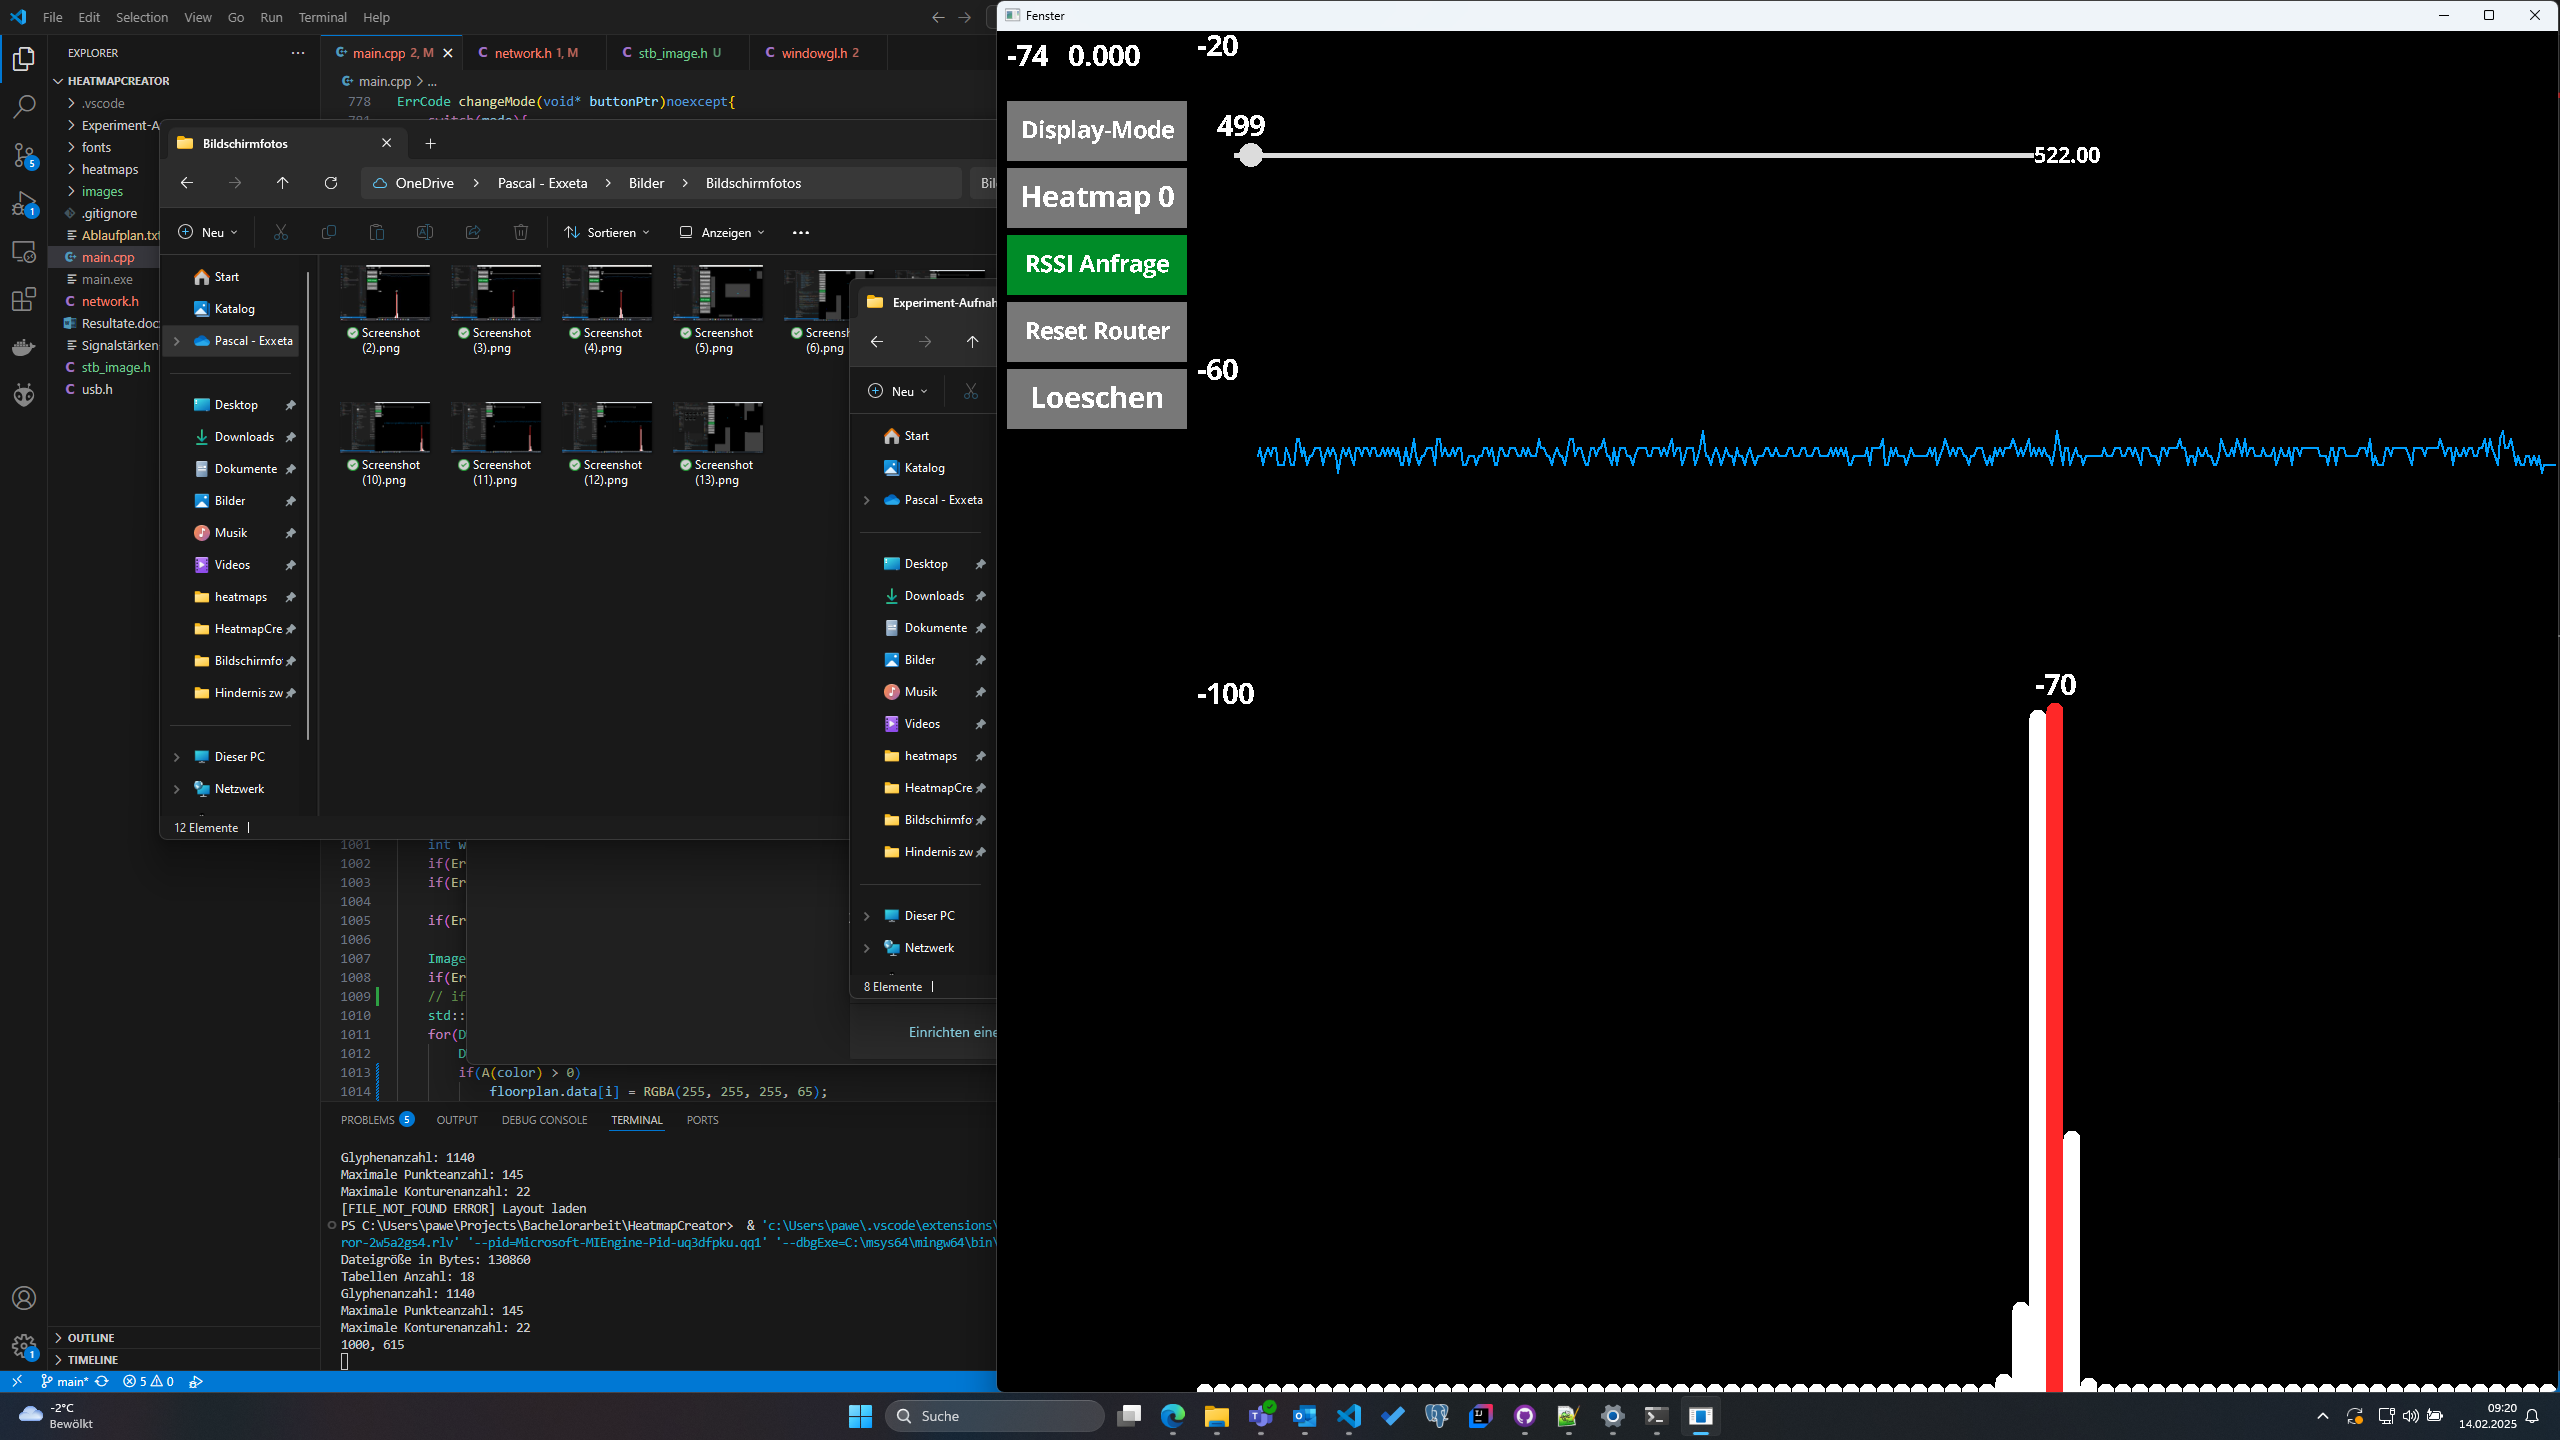 File Edit Selection View Go Run Terminal Help
EXPLORER
HEATMAPCREATOR
.vscode
Experiment-A
fonts
heatmaps
images
.gitignore
Ablaufplan.txt
main.cpp
main.exe
network.h
Resultate.doc
Signalstärken
stb_image.h
usb.h
OUTLINE
TIMELINE
main.cpp 2, M
network.h 1, M
stb_image.h U
windowgl.h 2
main.cpp > ...
778 ErrCode changeMode(void* buttonPtr)noexcept{
781 switch(mode){
Bildschirmfotos
OneDrive > Pascal - Exxeta > Bilder > Bildschirmfotos
Bil
Neu
Sortieren
Anzeigen
Start
Katalog
Pascal - Exxeta
Desktop
Downloads
Dokumente
Bilder
Musik
Videos
heatmaps
HeatmapCre
Bildschirmfo
Hindernis zw
Dieser PC
Netzwerk
12 Elemente
Screenshot (2).png
Screenshot (3).png
Screenshot (4).png
Screenshot (5).png
Screensh (6).png
Screenshot (10).png
Screenshot (11).png
Screenshot (12).png
Screenshot (13).png
Experiment-Aufnah
Neu
Start
Katalog
Pascal - Exxeta
Desktop
Downloads
Dokumente
Bilder
Musik
Videos
heatmaps
HeatmapCre
Bildschirmfo
Hindernis zw
Dieser PC
Netzwerk
8 Elemente
Einrichten eine
1001 int w
1002 if(Er
1003 if(Er
1004
1005 if(Er
1006
1007 Image
1008 if(Er
1009 // if
1010 std::
1011 for(D
1012 D
1013 if(A(color) > 0)
1014 floorplan.data[i] = RGBA(255, 255, 255, 65);
PROBLEMS 5 OUTPUT DEBUG CONSOLE TERMINAL PORTS
Glyphenanzahl: 1140
Maximale Punkteanzahl: 145
Maximale Konturenanzahl: 22
[FILE_NOT_FOUND ERROR] Layout laden
PS C:\Users\pawe\Projects\Bachelorarbeit\HeatmapCreator> & 'c:\Users\pawe\.vscode\extensions\
ror-2w5a2gs4.rlv' '--pid=Microsoft-MIEngine-Pid-uq3dfpku.qq1' '--dbgExe=C:\msys64\mingw64\bin\
Dateigröße in Bytes: 130860
Tabellen Anzahl: 18
Glyphenanzahl: 1140
Maximale Punkteanzahl: 145
Maximale Konturenanzahl: 22
1000, 615
main* 5 0
Fenster
-74 0.000
-20
Display-Mode
Heatmap 0
RSSI Anfrage
Reset Router
Loeschen
499
522.00
-60
-100
-70
-2°C
Bewölkt
Suche
09:20
14.02.2025